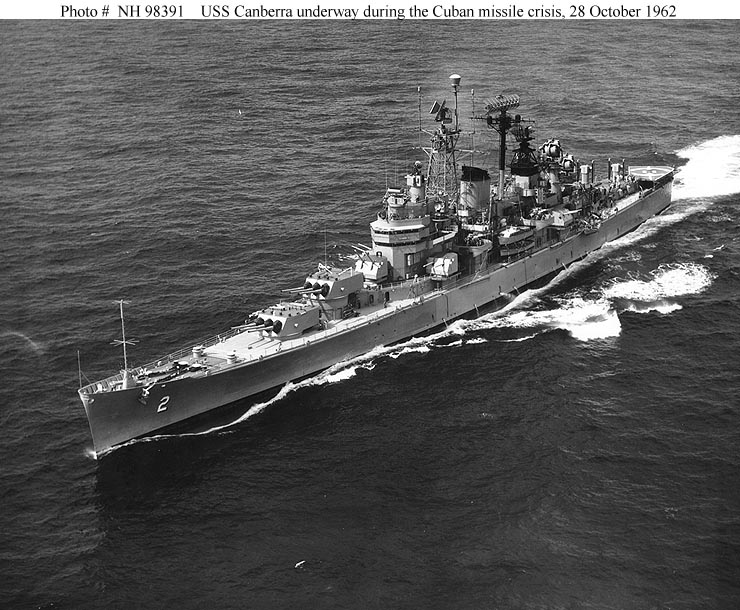 Photo # NH 98391 USS Canberra underway during the Cuban missile crisis, 28 October 1962
2